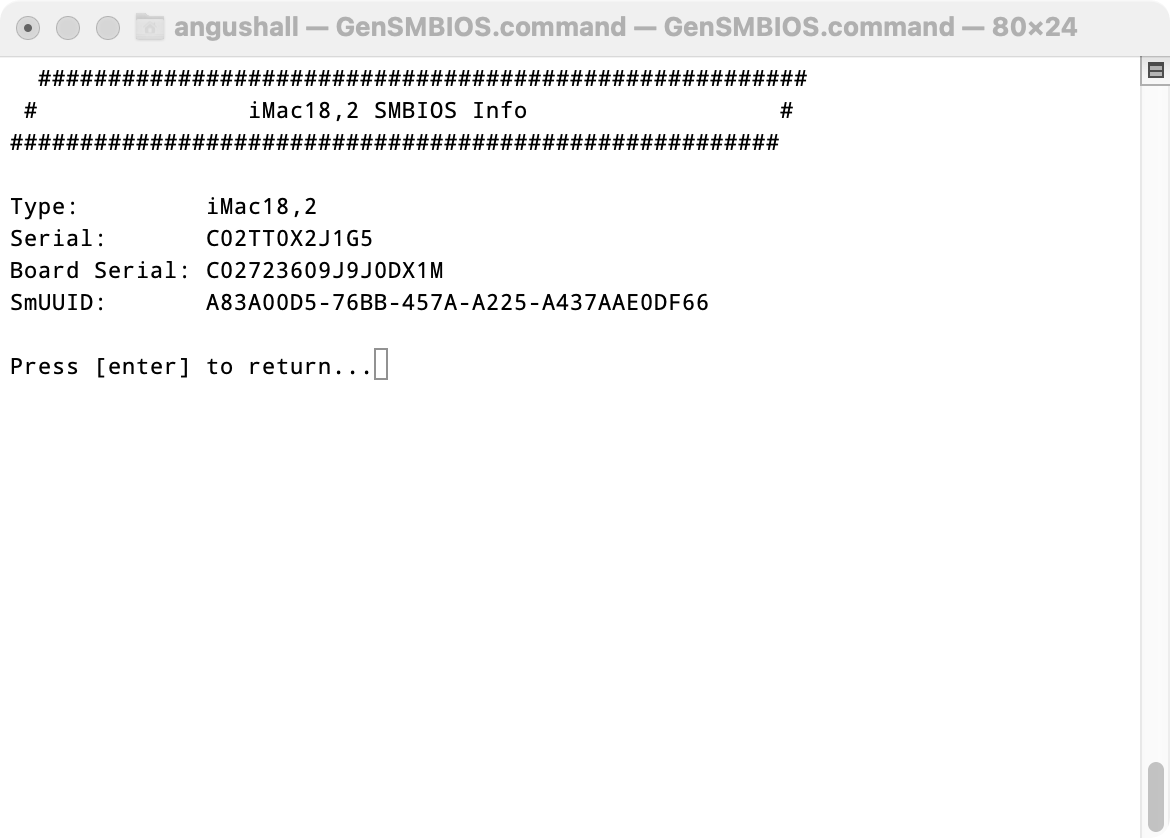 angushall — GenSMBIOS.command — GenSMBIOS.command — 80×24
#######################################################
# iMac18,2 SMBIOS Info #
#######################################################
Type: iMac18,2
Serial: C02TT0X2J1G5
Board Serial: C02723609J9J0DX1M
SmUUID: A83A00D5-76BB-457A-A225-A437AAE0DF66
Press [enter] to return...